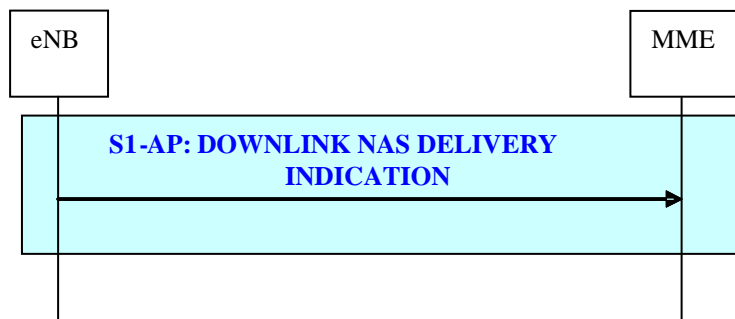 eNB
MME
S1-AP: DOWNLINK NAS DELIVERY
INDICATION